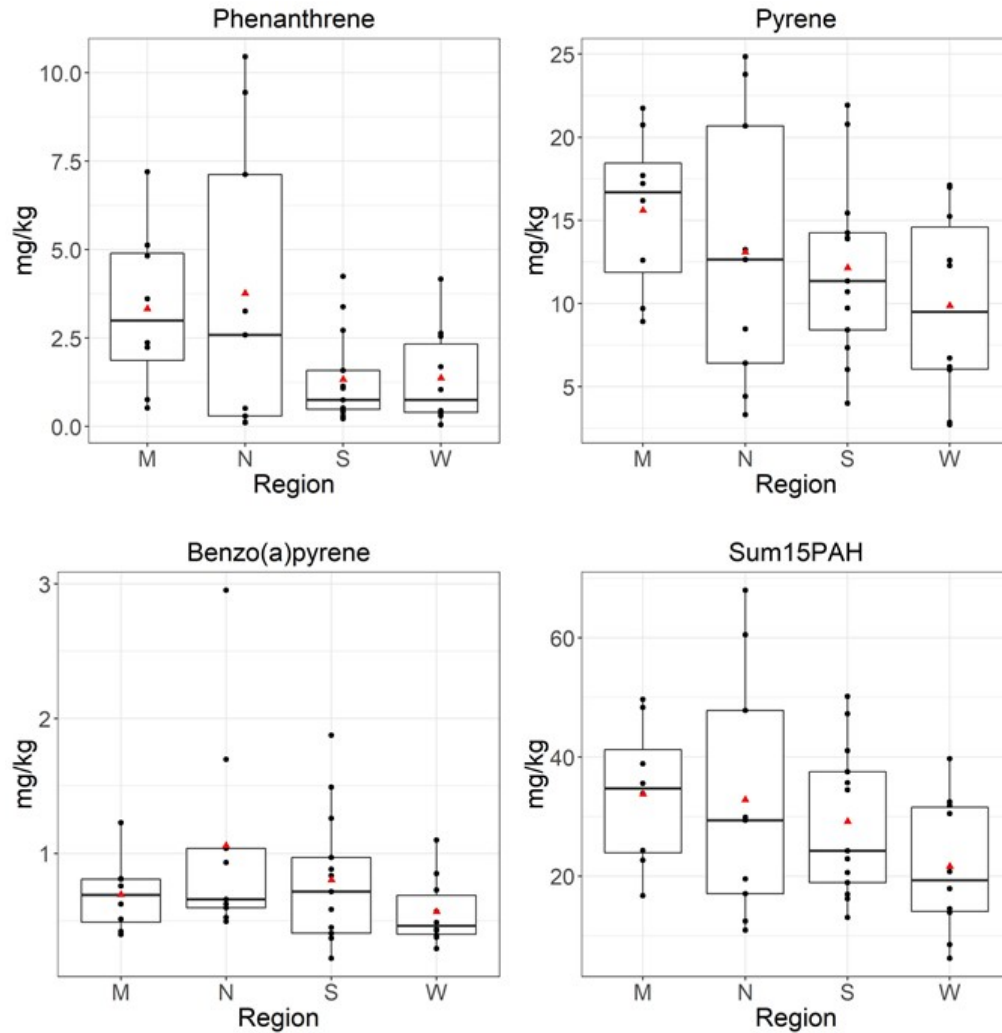 Phenanthrene
mg/kg
10.0
7.5
5.0
2.5
0.0
M N S W
Region
Pyrene
mg/kg
25
20
15
10
5
M N S W
Region
Benzo(a)pyrene
mg/kg
3
2
1
M N S W
Region
Sum15PAH
mg/kg
60
40
20
M N S W
Region